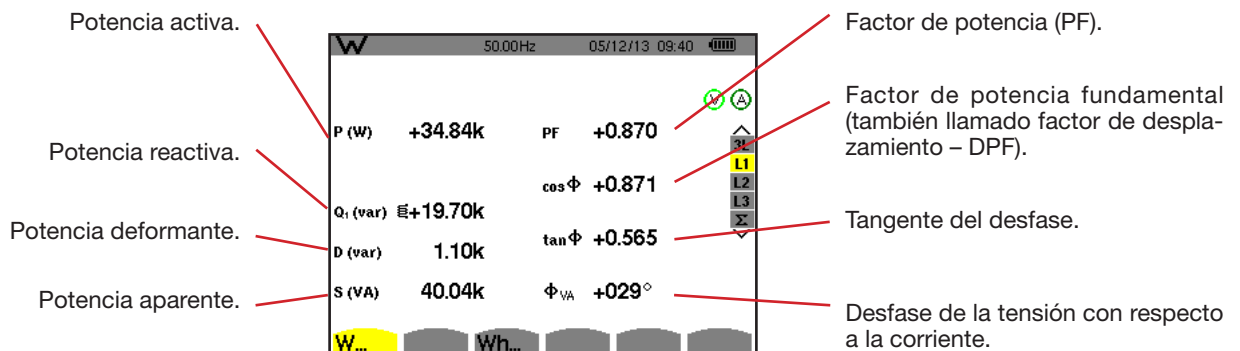 Potencia activa.
Potencia reactiva.
Potencia deformante.
Potencia aparente.
W 50.00Hz 05/12/13 09:40
V A
P (W) +34.84k PF +0.870
cosΦ +0.871
Q₁ (var) +19.70k
tanΦ +0.565
D (var) 1.10k
S (VA) 40.04k ΦVA +029°
3L
L1
L2
L3
Σ
W... Wh...
Factor de potencia (PF).
Factor de potencia fundamental
(también llamado factor de despla-
zamiento – DPF).
Tangente del desfase.
Desfase de la tensión con respecto
a la corriente.